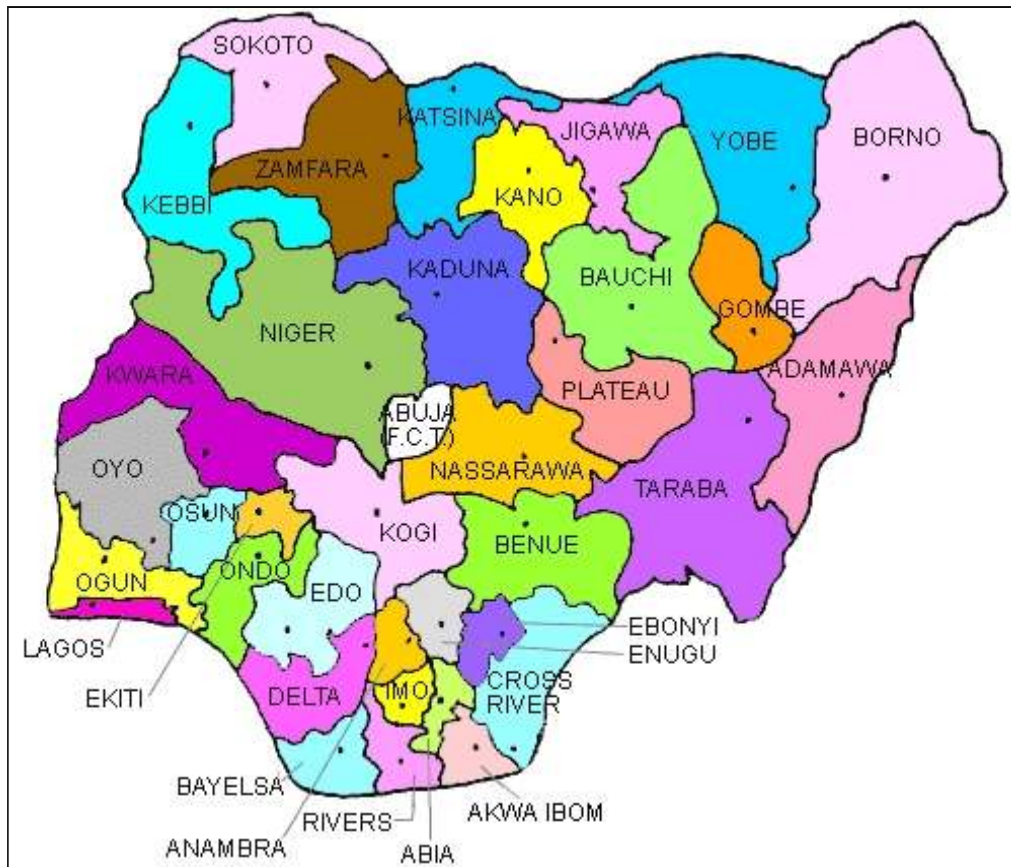 SOKOTO
KATSINA
JIGAWA
YOBE
BORNO
ZAMFARA
KEBBI
KANO
KADUNA
BAUCHI
GOMBE
NIGER
ADAMAWA
KWARA
PLATEAU
ABUJA
(F.C.T.)
OYO
NASSARAWA
TARABA
OSUN
KOGI
BENUE
OGUN
ONDO
EDO
EBONYI
LAGOS
ENUGU
EKITI
DELTA
IMO
CROSS
RIVER
BAYELSA
RIVERS
AKWA IBOM
ANAMBRA
ABIA